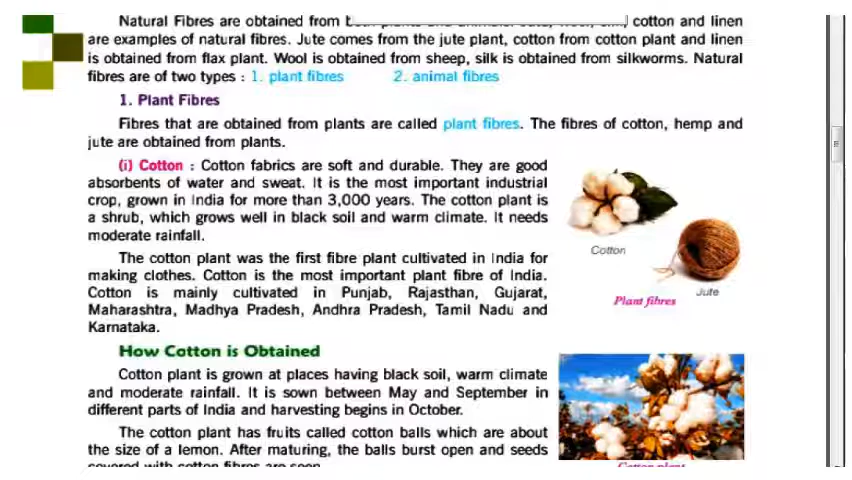 Natural Fibres are obtained from cotton and linen
are examples of natural fibres. Jute comes from the jute plant, cotton from cotton plant and linen
is obtained from flax plant. Wool is obtained from sheep, silk is obtained from silkworms. Natural
fibres are of two types : 1. plant fibres 2. animal fibres
1. Plant Fibres
Fibres that are obtained from plants are called plant fibres. The fibres of cotton, hemp and
jute are obtained from plants.
(i) Cotton : Cotton fabrics are soft and durable. They are good
absorbents of water and sweat. It is the most important industrial
crop, grown in India for more than 3,000 years. The cotton plant is
a shrub, which grows well in black soil and warm climate. It needs
moderate rainfall.
Cotton
Jute
Plant fibres
The cotton plant was the first fibre plant cultivated in India for
making clothes. Cotton is the most important plant fibre of India.
Cotton is mainly cultivated in Punjab, Rajasthan, Gujarat,
Maharashtra, Madhya Pradesh, Andhra Pradesh, Tamil Nadu and
Karnataka.
How Cotton is Obtained
Cotton plant is grown at places having black soil, warm climate
and moderate rainfall. It is sown between May and September in
different parts of India and harvesting begins in October.
The cotton plant has fruits called cotton balls which are about
the size of a lemon. After maturing, the balls burst open and seeds
covered with cotton fibres are seen.
Cotton plant